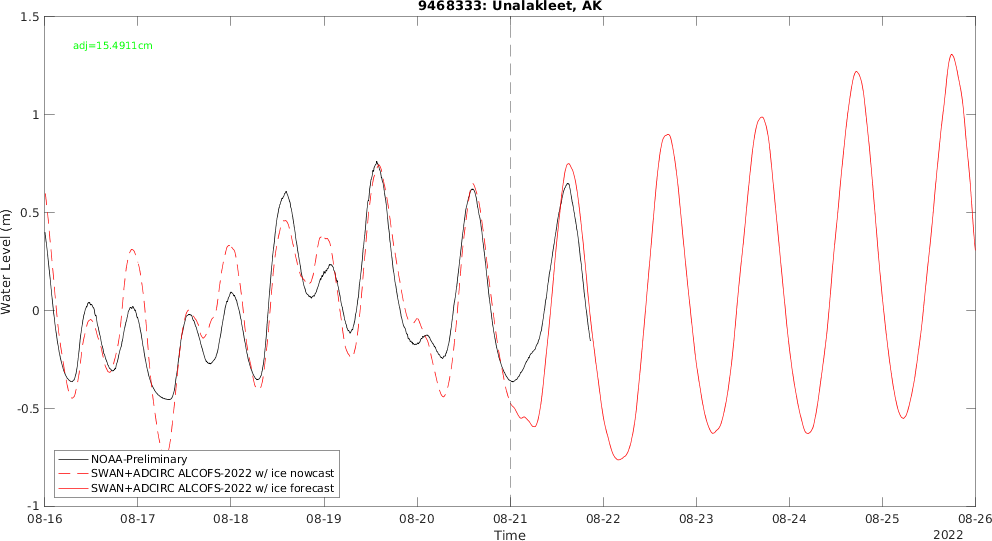 9468333: Unalakleet, AK
adj=15.4911cm
Water Level (m)
1.5
1
0.5
0
-0.5
-1
NOAA-Preliminary
SWAN+ADCIRC ALCOFS-2022 w/ ice nowcast
SWAN+ADCIRC ALCOFS-2022 w/ ice forecast
08-16 08-17 08-18 08-19 08-20 08-21 08-22 08-23 08-24 08-25 08-26
Time
2022